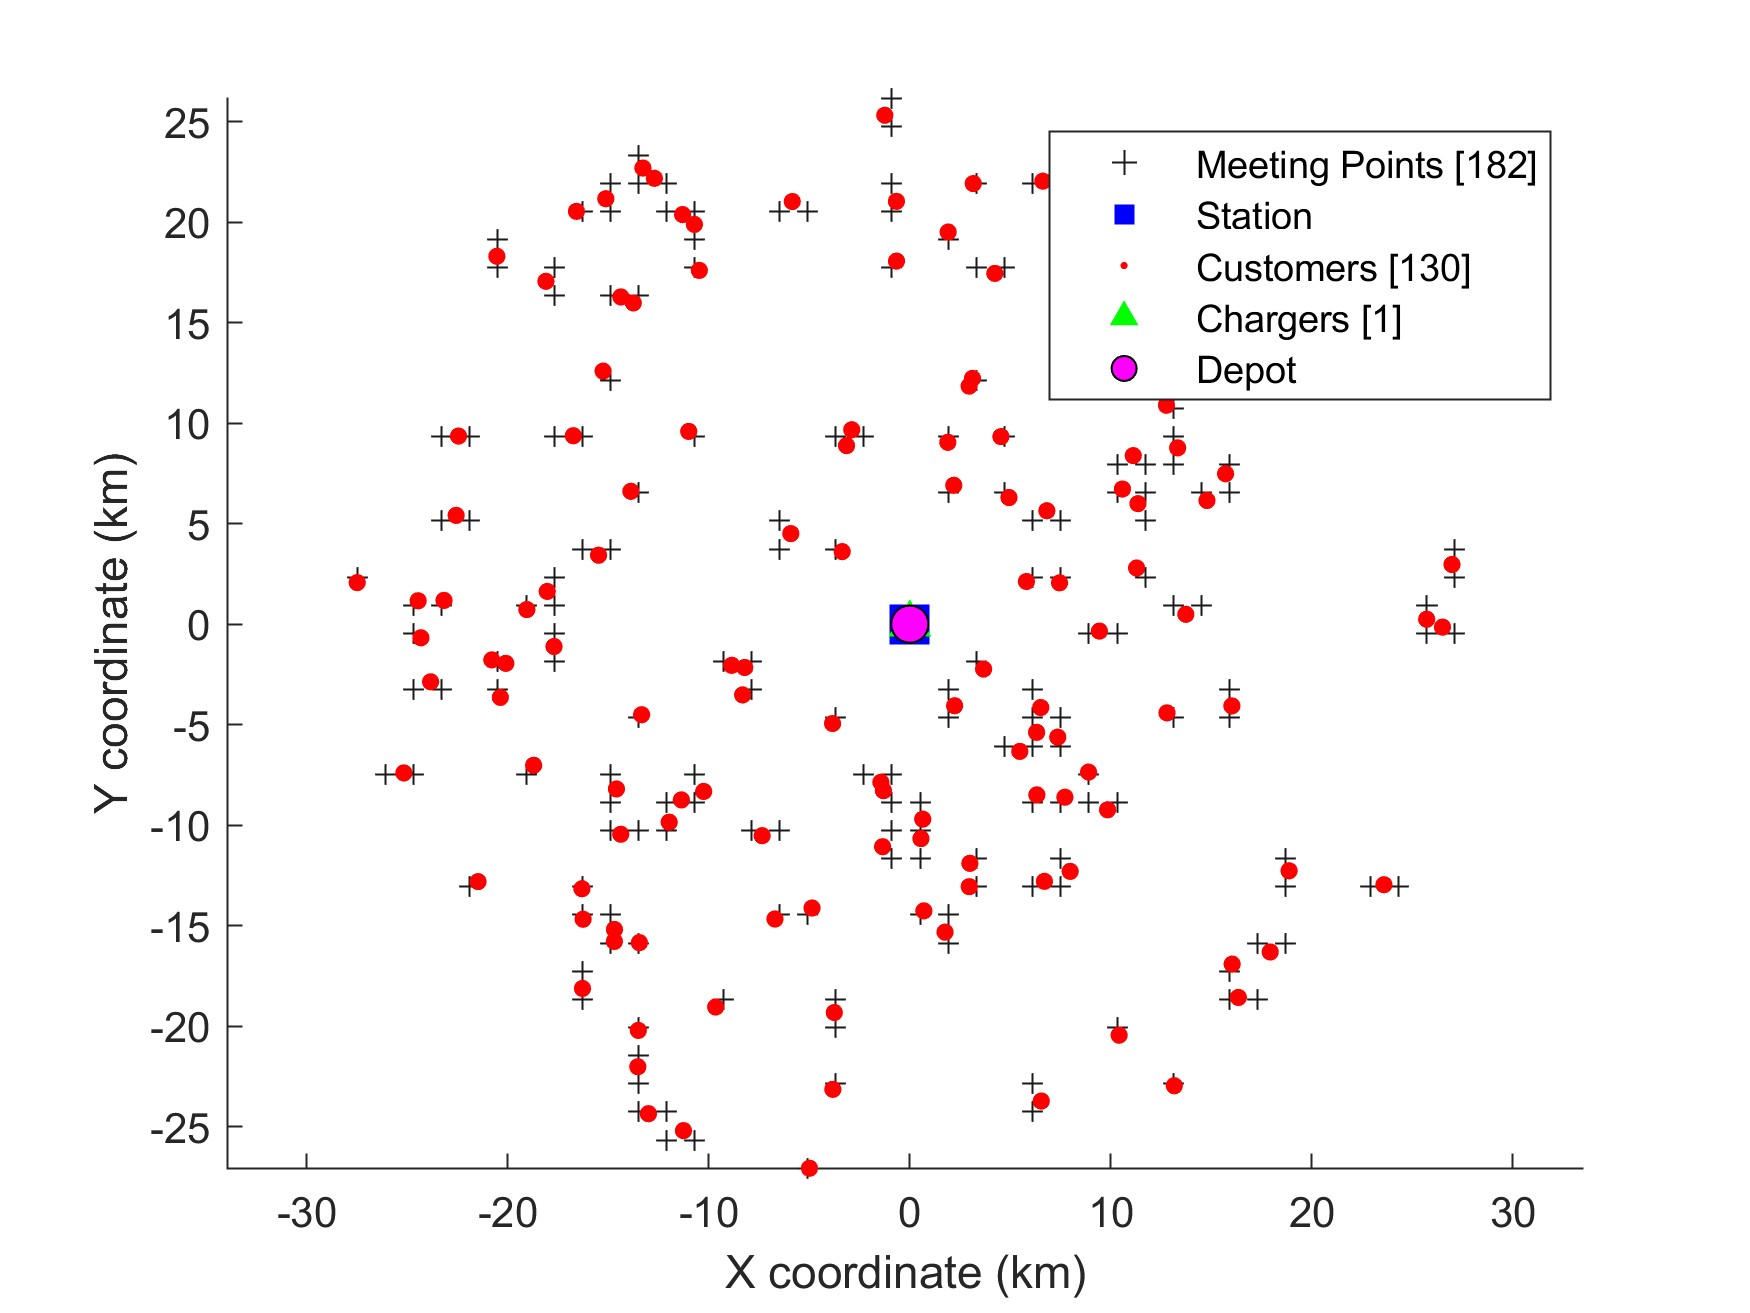 25
20
15
10
5
0
-5
-10
-15
-20
-25
Y coordinate (km)
Meeting Points [182]
Station
Customers [130]
Chargers [1]
Depot
-30 -20 -10 0 10 20 30
X coordinate (km)